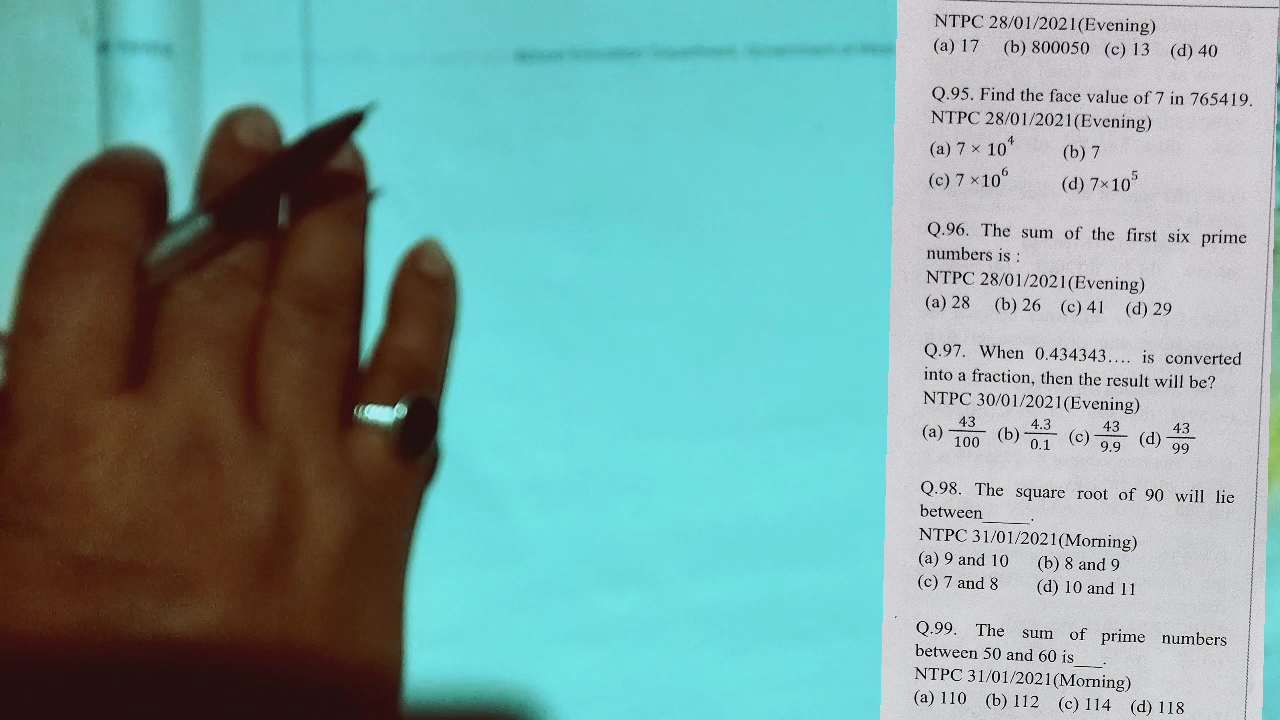 NTPC 28/01/2021(Evening)
(a) 17 (b) 800050 (c) 13 (d) 40
Q.95. Find the face value of 7 in 765419.
NTPC 28/01/2021(Evening)
(a) 7 × 10⁴ (b) 7
(c) 7 ×10⁶ (d) 7×10⁵
Q.96. The sum of the first six prime
numbers is :
NTPC 28/01/2021(Evening)
(a) 28 (b) 26 (c) 41 (d) 29
Q.97. When 0.434343.... is converted
into a fraction, then the result will be?
NTPC 30/01/2021(Evening)
(a) 43/100 (b) 4.3/0.1 (c) 43/9.9 (d) 43/99
Q.98. The square root of 90 will lie
between_____.
NTPC 31/01/2021(Morning)
(a) 9 and 10 (b) 8 and 9
(c) 7 and 8 (d) 10 and 11
Q.99. The sum of prime numbers
between 50 and 60 is___.
NTPC 31/01/2021(Morning)
(a) 110 (b) 112 (c) 114 (d) 118